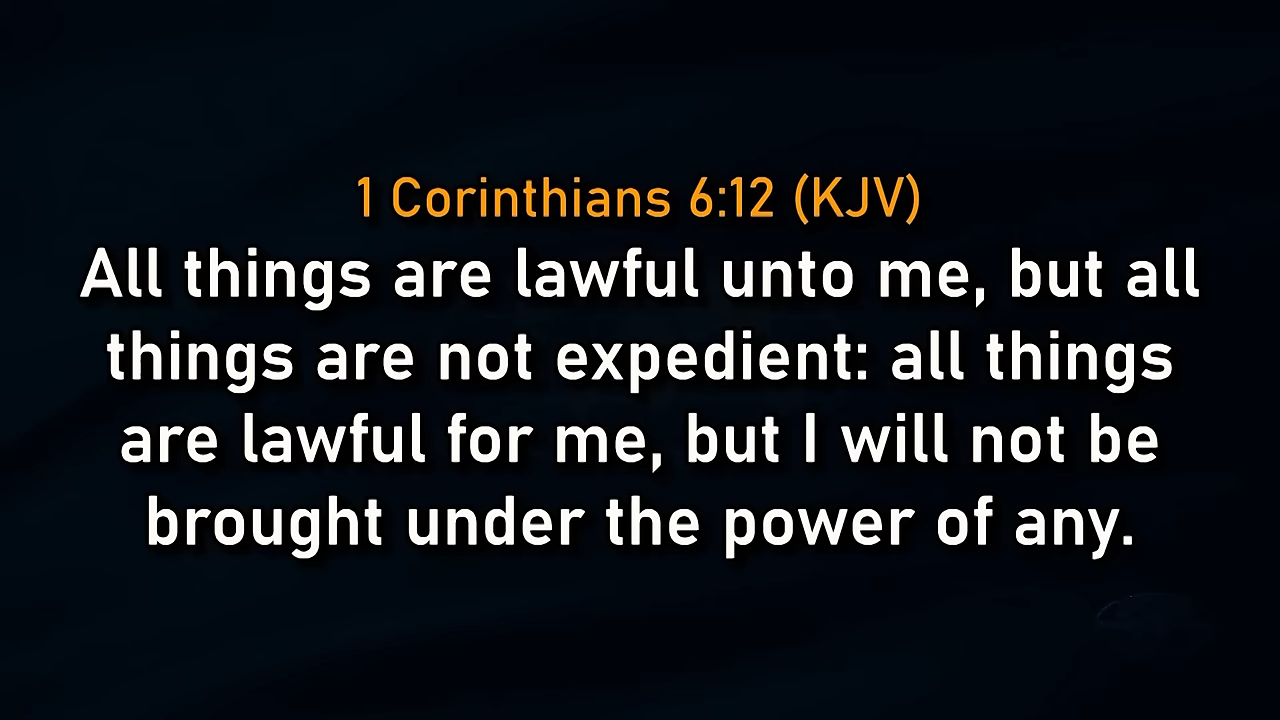 1 Corinthians 6:12 (KJV)
All things are lawful unto me, but all
things are not expedient: all things
are lawful for me, but I will not be
brought under the power of any.